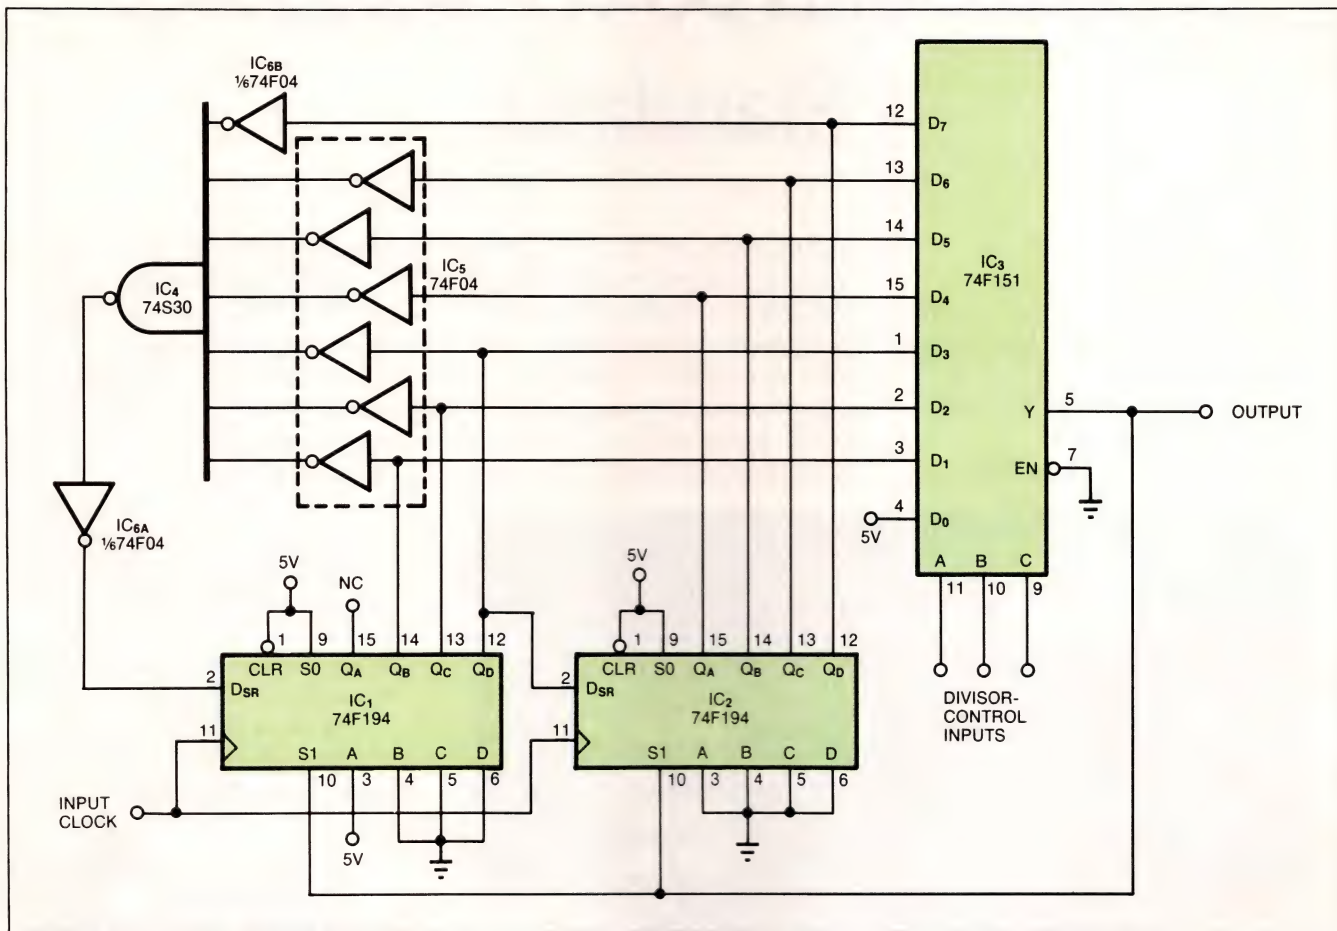 IC6B
⅙74F04
12 D7
13 D6
14 D5
15 D4
1 D3
2 D2
3 D1
4 D0
5V
IC5
74F04
IC4
74S30
IC3
74F151
Y 5 OUTPUT
EN 7
IC6A
⅙74F04
A B C
11 10 9
DIVISOR-
CONTROL
INPUTS
5V NC
1 9 15 14 13 12
CLR S0 QA QB QC QD
2 DSR
IC1
74F194
11
S1 A B C D
10 3 4 5 6
5V
5V
1 9 15 14 13 12
CLR S0 QA QB QC QD
2 DSR
IC2
74F194
11
S1 A B C D
10 3 4 5 6
INPUT
CLOCK